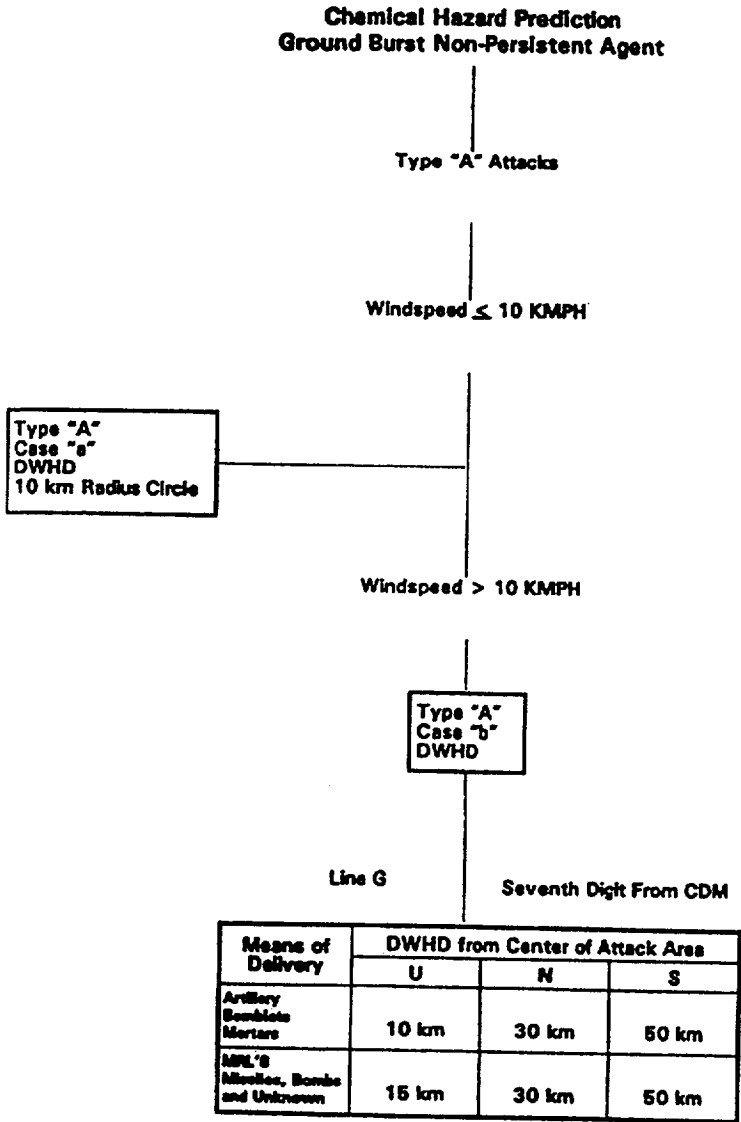 Chemical Hazard Prediction
Ground Burst Non-Persistent Agent
Type "A" Attacks
Windspeed ≤ 10 KMPH
Type "A"
Case "a"
DWHD
10 km Radius Circle
Windspeed > 10 KMPH
Type "A"
Case "b"
DWHD
Line G
Seventh Digit From CDM
Means of Delivery
DWHD from Center of Attack Area
U N S
Artillery
Bomblets
Mortars
10 km 30 km 50 km
MRL'S
Missiles, Bombs
and Unknown
15 km 30 km 50 km